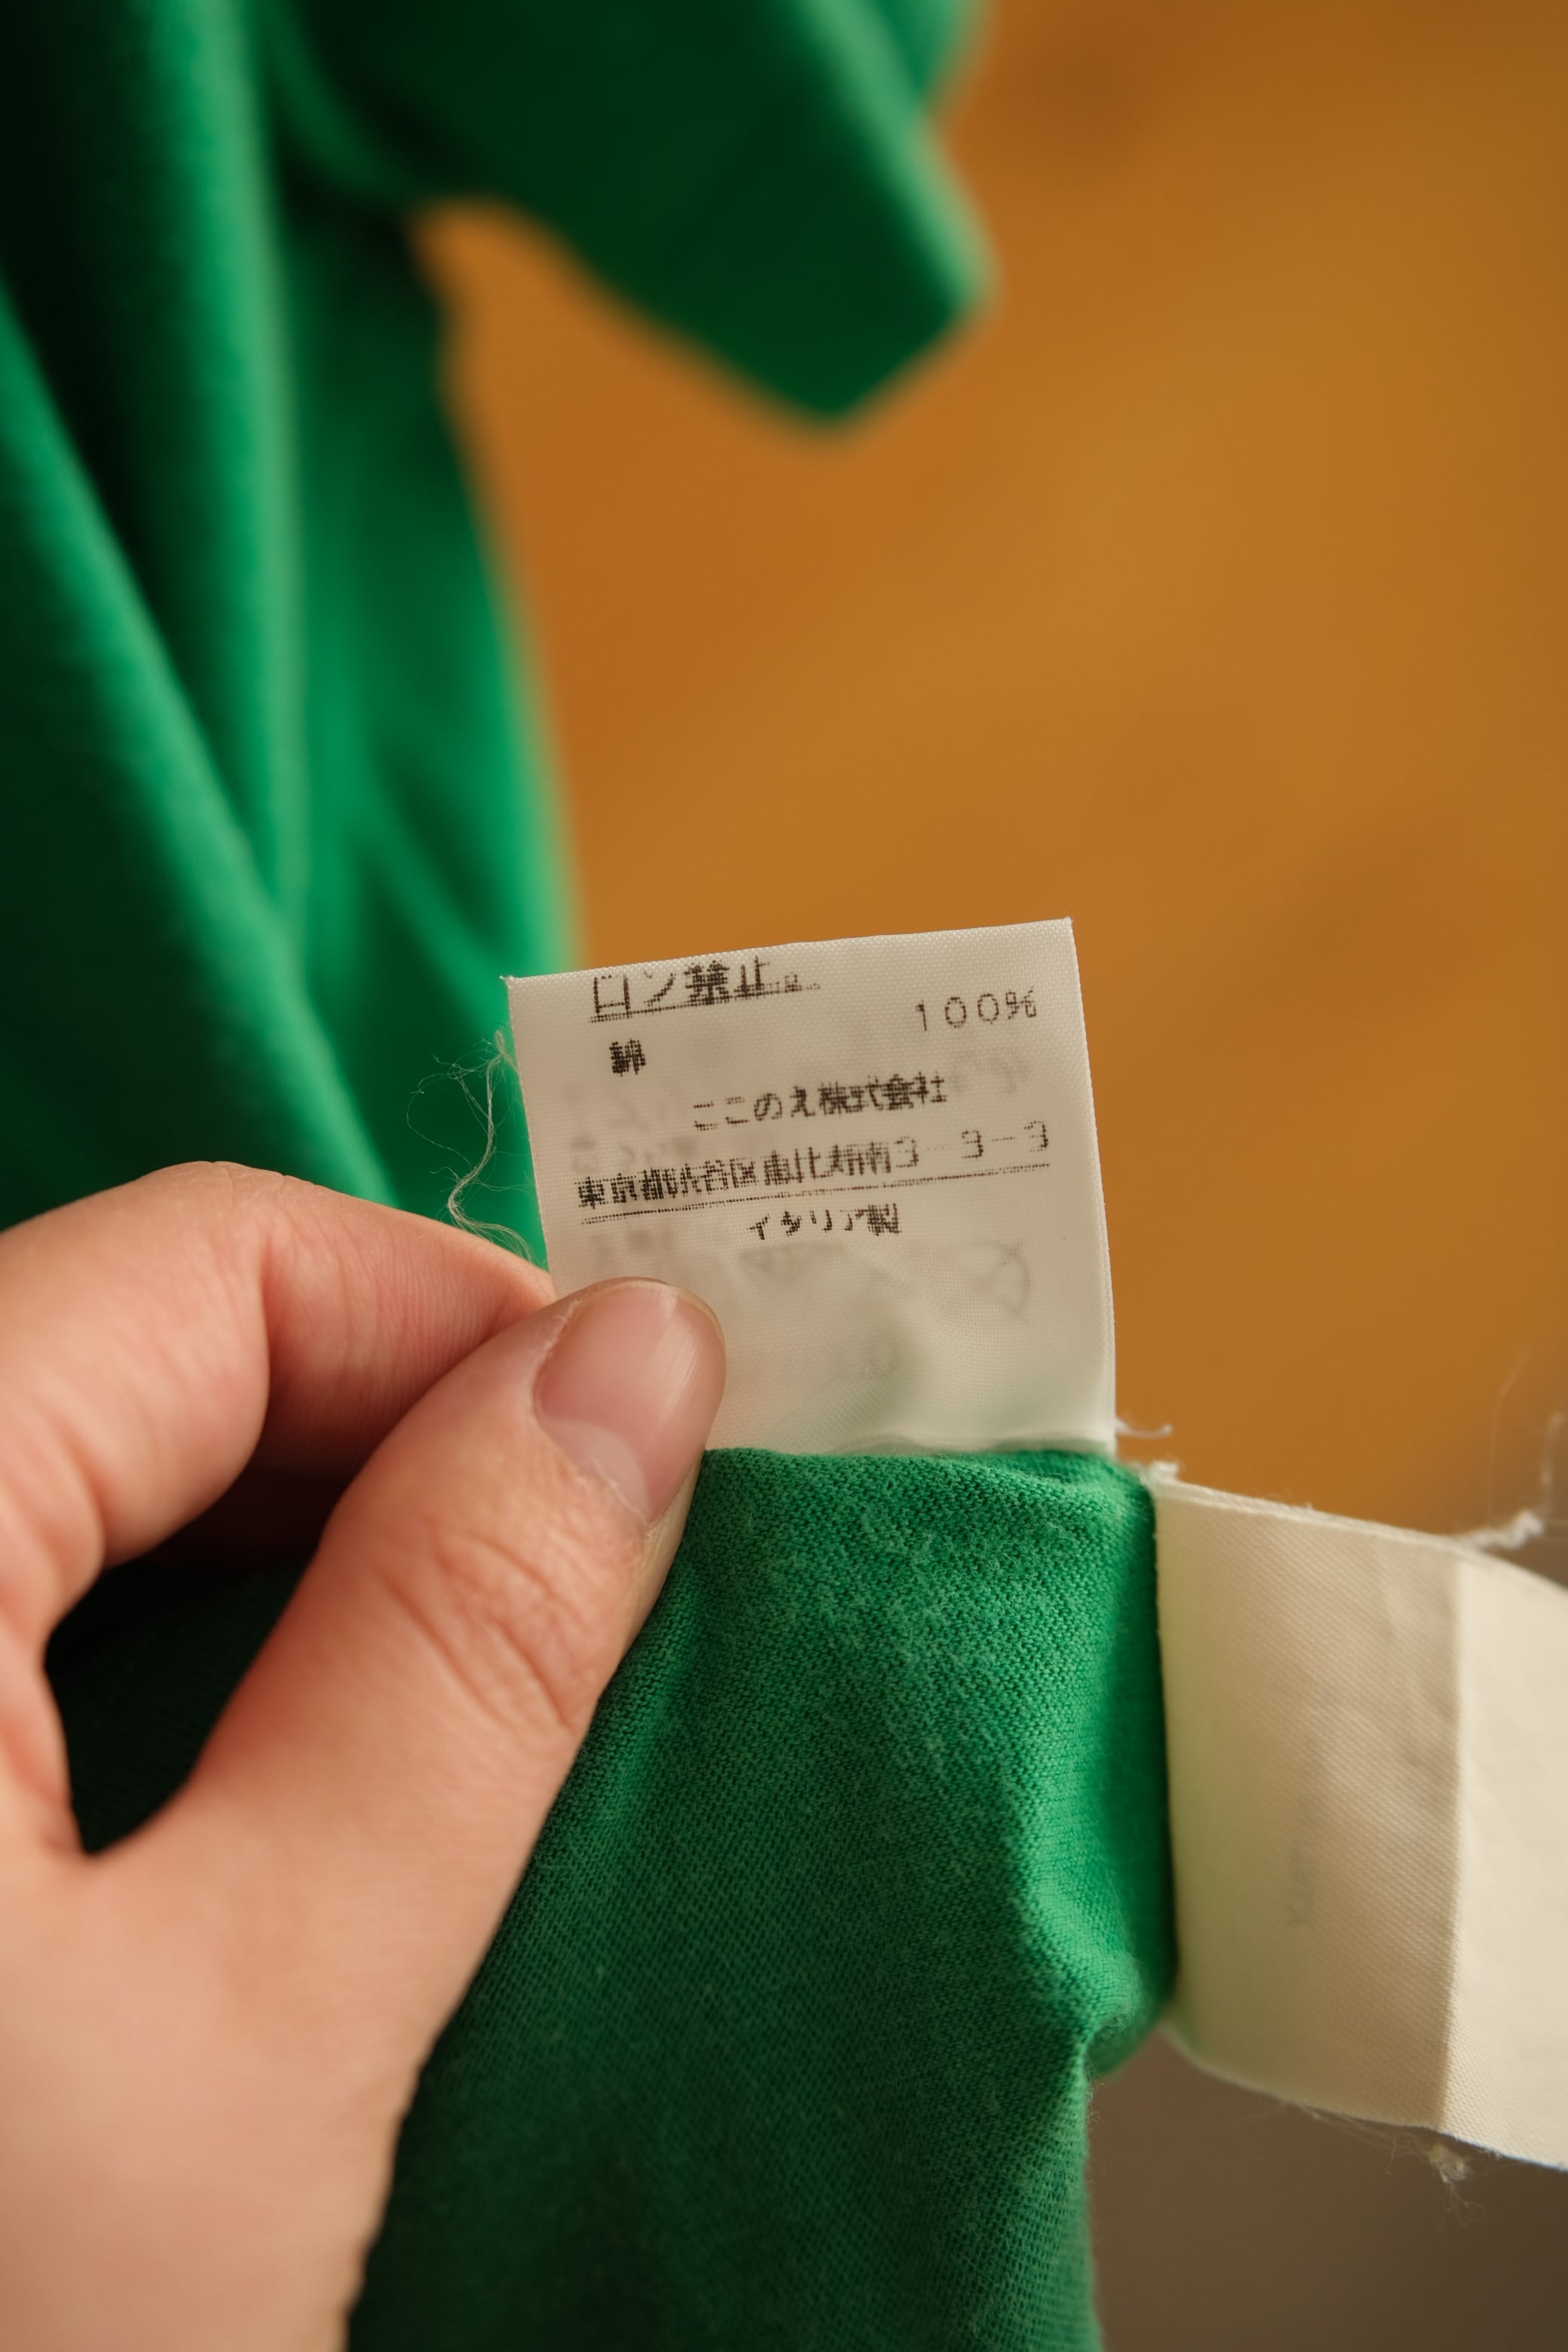 ロン禁止。
綿 100%
ここのえ株式会社
東京都渋谷区恵比寿南3-3-3
イタリア製